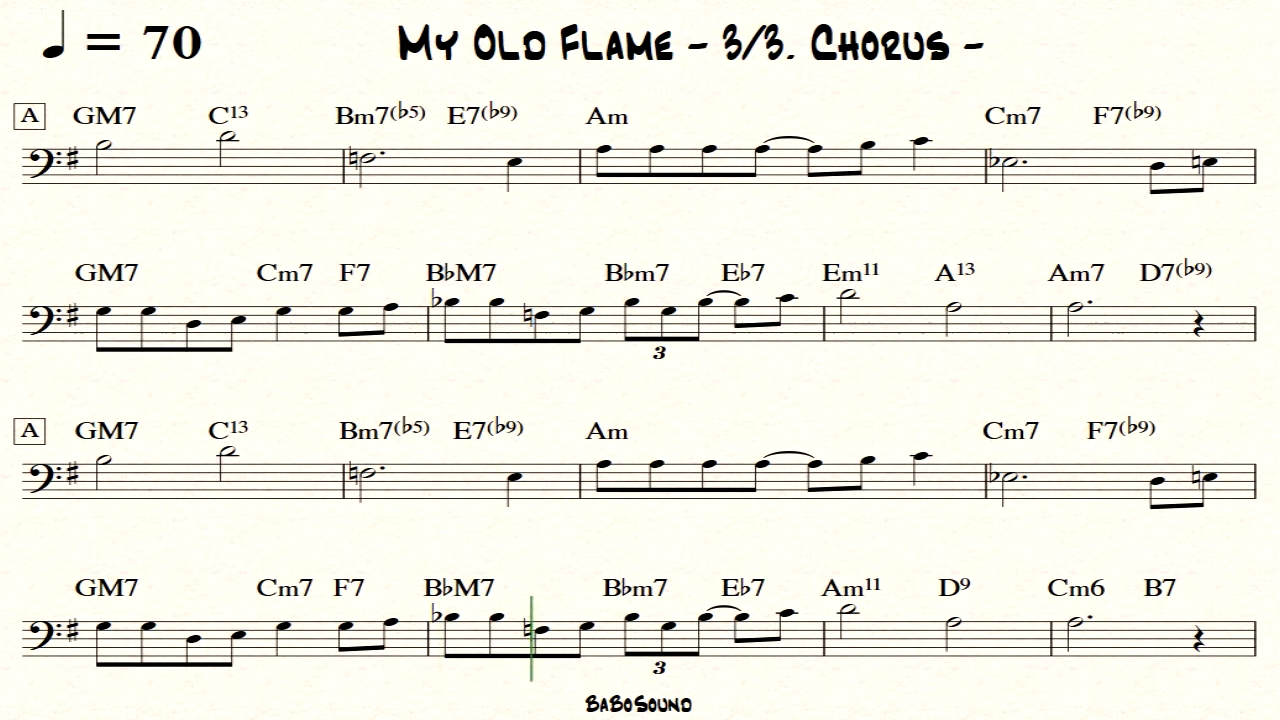 ♩ = 70 My Old Flame - 3/3. Chorus -
A GM7 C13 Bm7(♭5) E7(♭9) Am Cm7 F7(♭9)
GM7 Cm7 F7 B♭M7 B♭m7 E♭7 Em11 A13 Am7 D7(♭9)
3
A GM7 C13 Bm7(♭5) E7(♭9) Am Cm7 F7(♭9)
GM7 Cm7 F7 B♭M7 B♭m7 E♭7 Am11 D9 Cm6 B7
3
BaBoSound